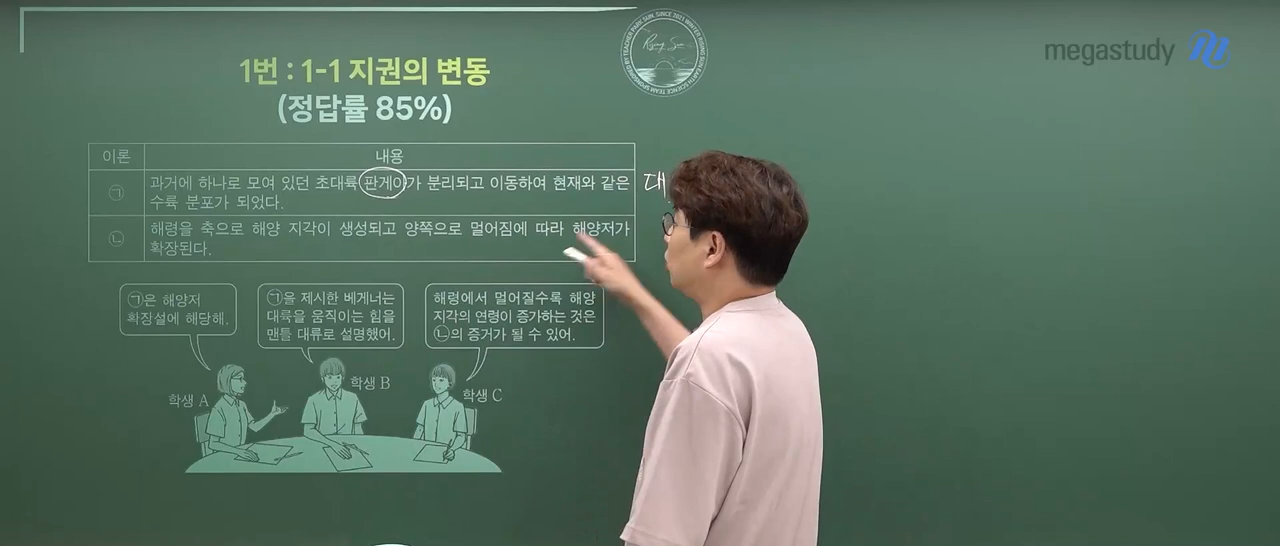 megastudy
1번 : 1-1 지권의 변동
(정답률 85%)
이론 내용
㉠ 과거에 하나로 모여 있던 초대륙 판게아가 분리되고 이동하여 현재와 같은
수륙 분포가 되었다.
대
㉡ 해령을 축으로 해양 지각이 생성되고 양쪽으로 멀어짐에 따라 해양저가
확장된다.
㉠은 해양저
확장설에 해당해.
㉠을 제시한 베게너는
대륙을 움직이는 힘을
맨틀 대류로 설명했어.
해령에서 멀어질수록 해양
지각의 연령이 증가하는 것은
㉡의 증거가 될 수 있어.
학생 A
학생 B
학생 C